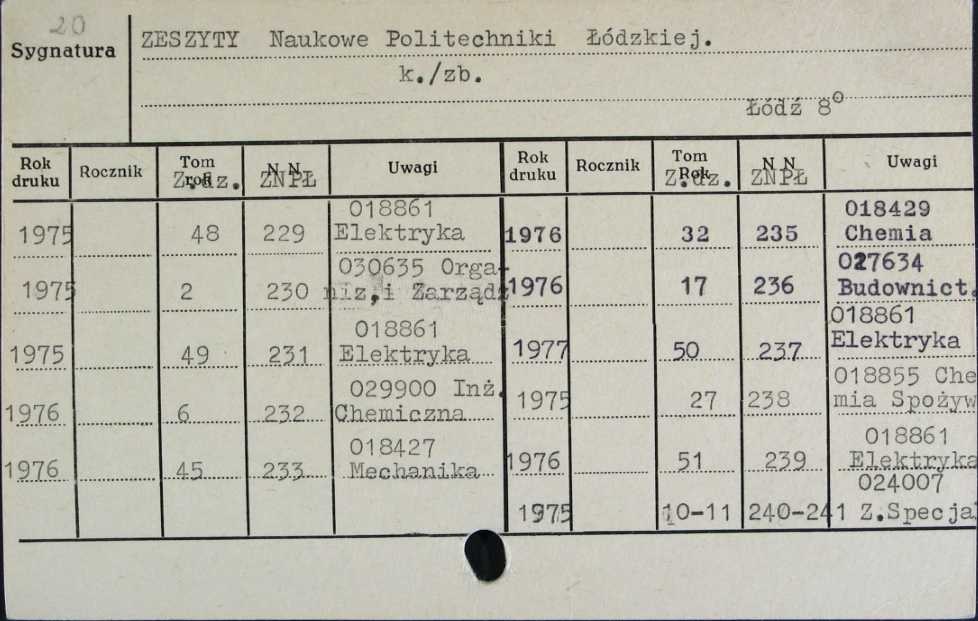 20
Sygnatura
ZESZYTY Naukowe Politechniki Łódzkiej.
k./zb.
Łódź 8°
Rok druku Rocznik Tom rok Z.dz. N N ZNPŁ Uwagi
1975 48 229 018861 Elektryka
1975 2 230 030635 Orga-niz,i Zarządz
1975 49 231 018861 Elektryka
1976 6 232 029900 Inż. Chemiczna
1976 45 233 018427 Mechanika
Rok druku Rocznik Tom Rok Z.dz. N N ZNPŁ Uwagi
1976 32 235 018429 Chemia
1976 17 236 027634 Budownict.
1977 50 237 018861 Elektryka
1975 27 238 018855 Che mia Spożyw
1976 51 239 018861 Elektryka
1975 10-11 240-241 024007 Z.Specjal